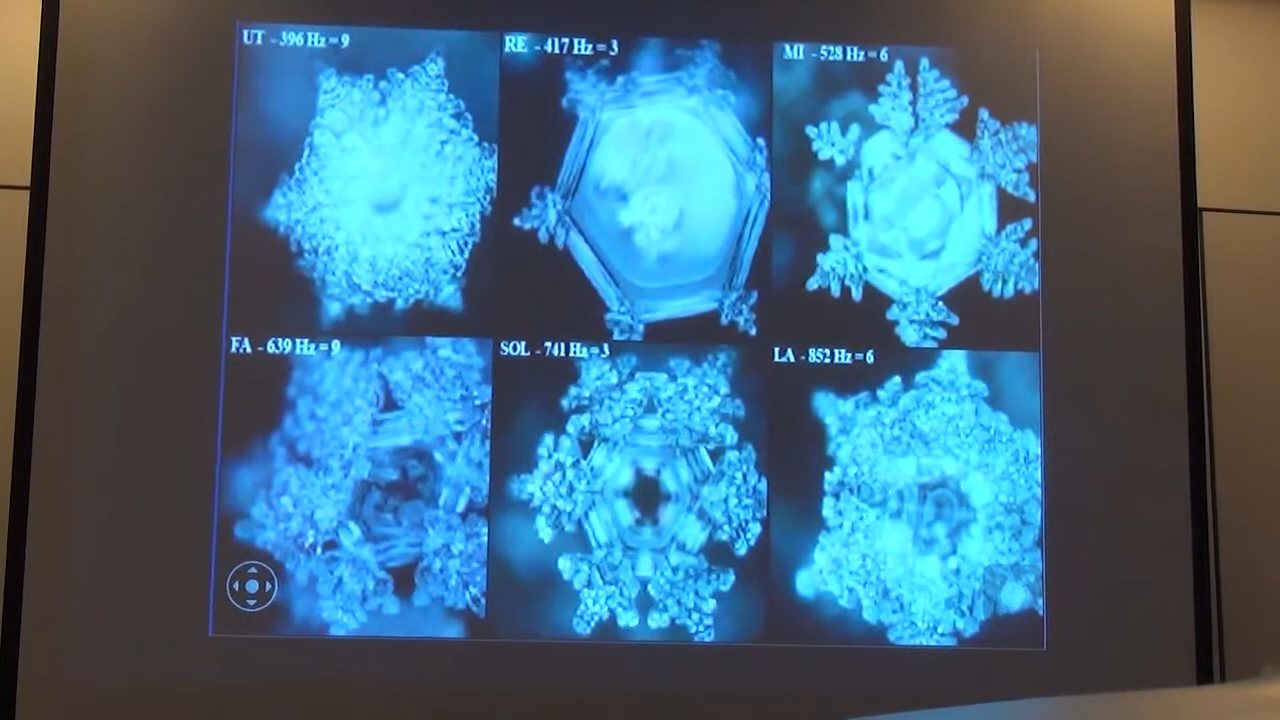 UT - 396 Hz = 9
RE - 417 Hz = 3
MI - 528 Hz = 6
FA - 639 Hz = 9
SOL - 741 Hz = 3
LA - 852 Hz = 6